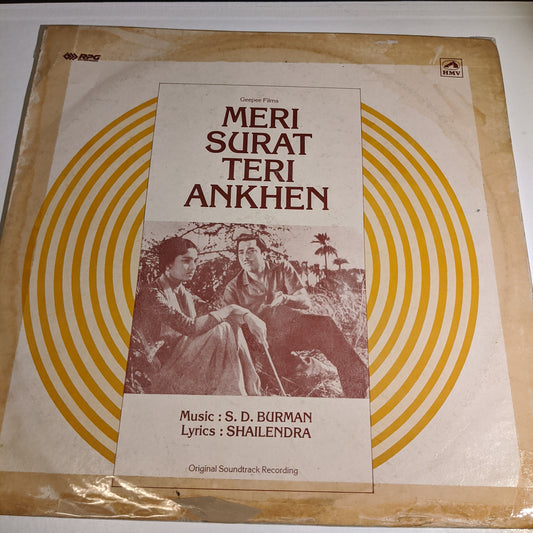 RPG
HMV
Geepee Films
MERI
SURAT
TERI
ANKHEN
Music : S. D. BURMAN
Lyrics : SHAILENDRA
Original Soundtrack Recording